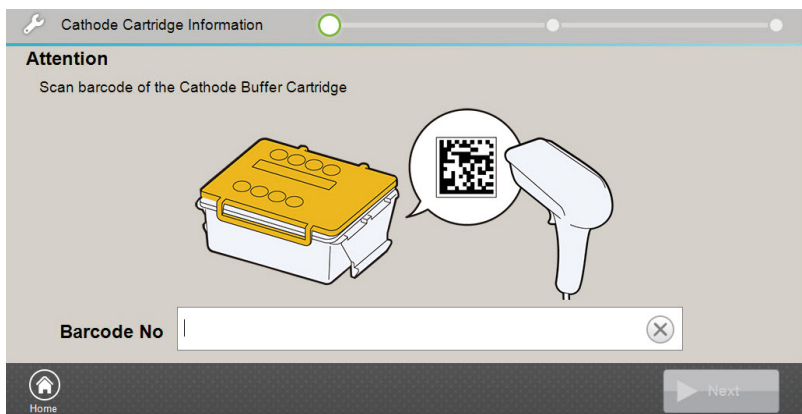 Cathode Cartridge Information
Attention
Scan barcode of the Cathode Buffer Cartridge
Barcode No
Home
Next